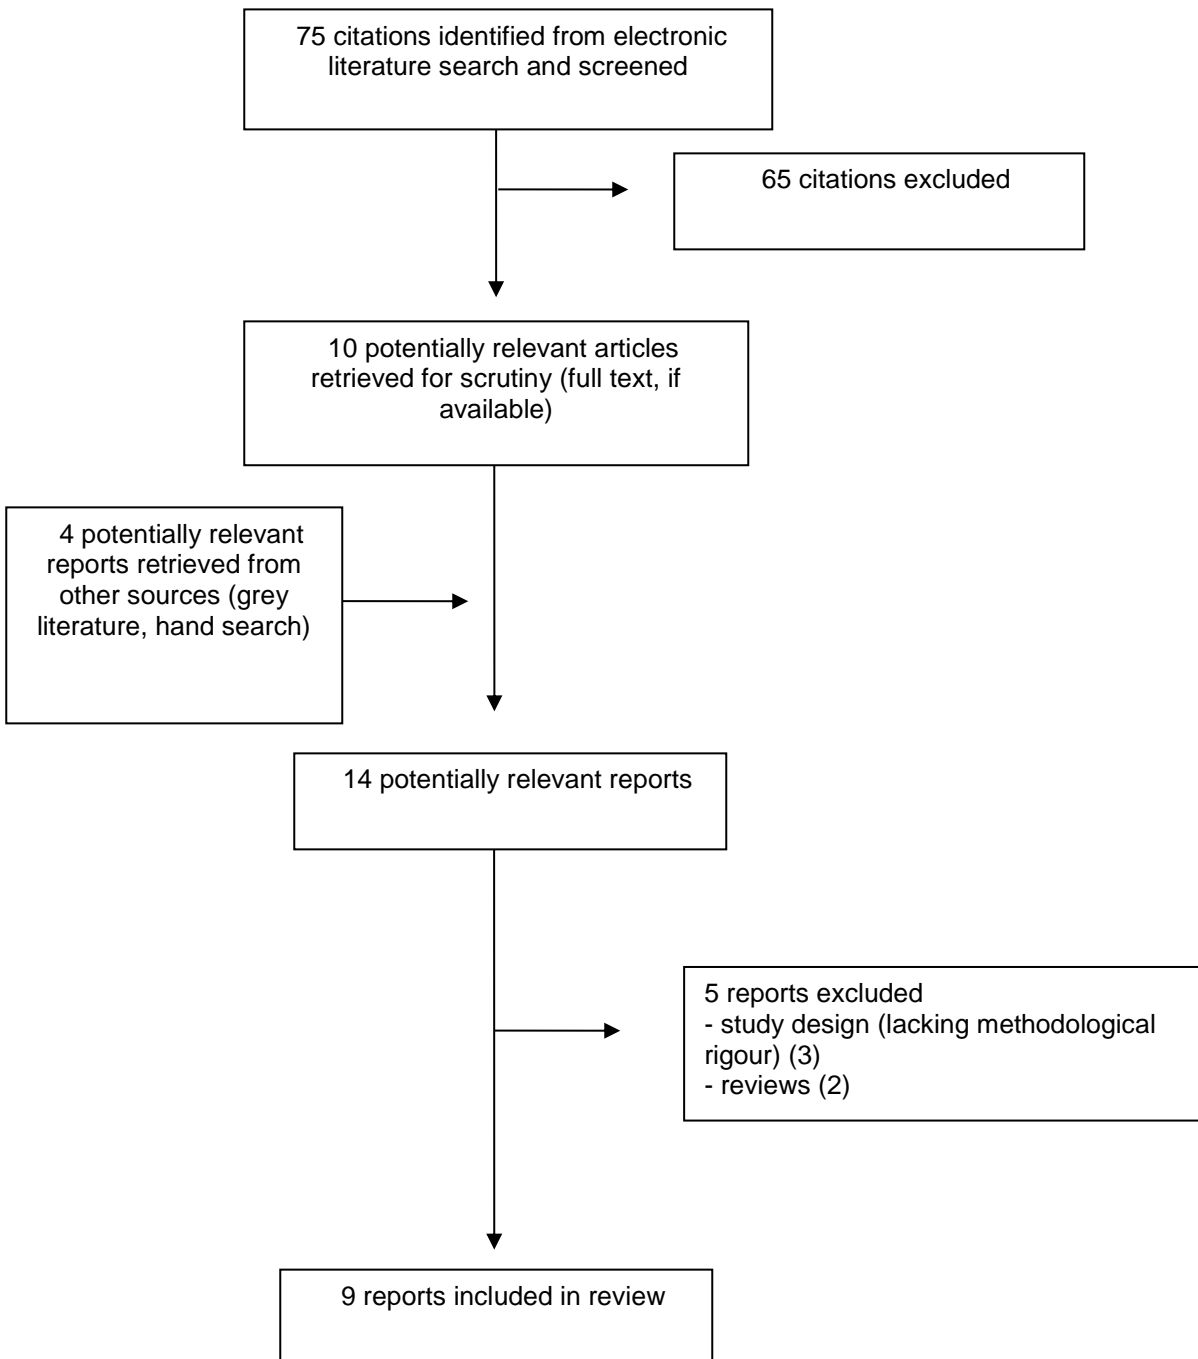 75 citations identified from electronic
literature search and screened
65 citations excluded
10 potentially relevant articles
retrieved for scrutiny (full text, if
available)
4 potentially relevant
reports retrieved from
other sources (grey
literature, hand search)
14 potentially relevant reports
5 reports excluded
- study design (lacking methodological
rigour) (3)
- reviews (2)
9 reports included in review